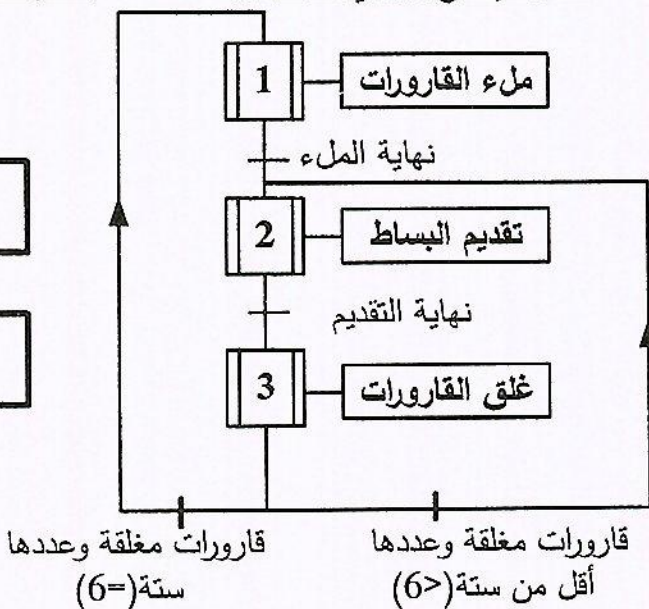 1
ملء القارورات
نهاية الملء
2
تقديم البساط
نهاية التقديم
3
غلق القارورات
قارورات مغلقة وعددها
أقل من ستة(<6)
قارورات مغلقة وعددها
ستة(=6)